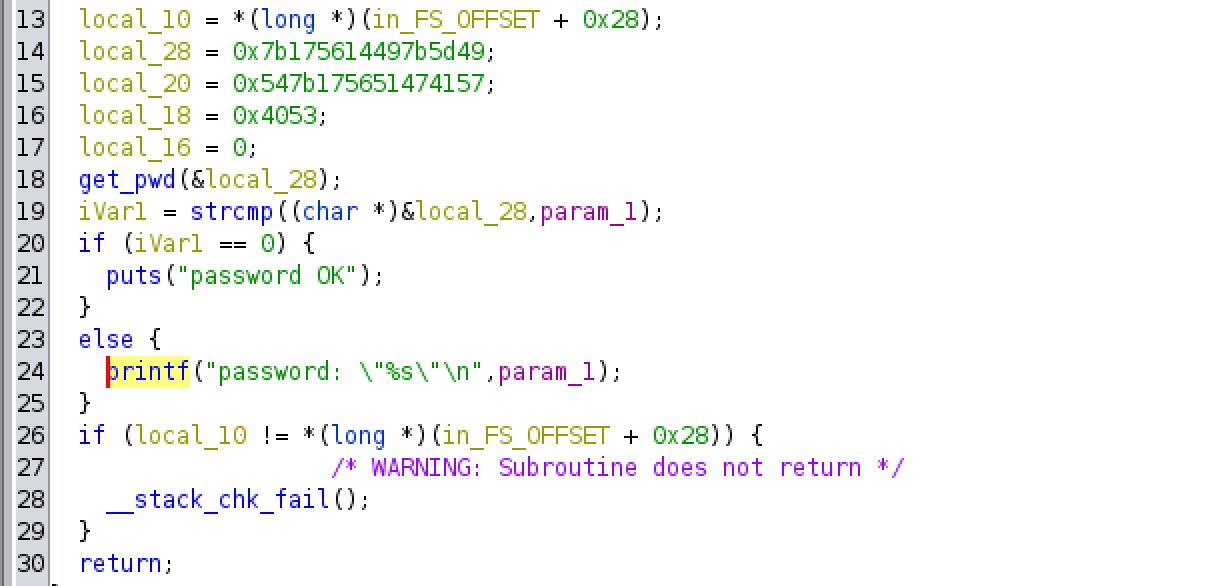 13 local_10 = *(long *)(in_FS_OFFSET + 0x28);
14 local_28 = 0x7b175614497b5d49;
15 local_20 = 0x547b175651474157;
16 local_18 = 0x4053;
17 local_16 = 0;
18 get_pwd(&local_28);
19 iVar1 = strcmp((char *)&local_28,param_1);
20 if (iVar1 == 0) {
21 puts("password OK");
22 }
23 else {
24 printf("password: \"%s\"\n",param_1);
25 }
26 if (local_10 != *(long *)(in_FS_OFFSET + 0x28)) {
27 /* WARNING: Subroutine does not return */
28 __stack_chk_fail();
29 }
30 return;